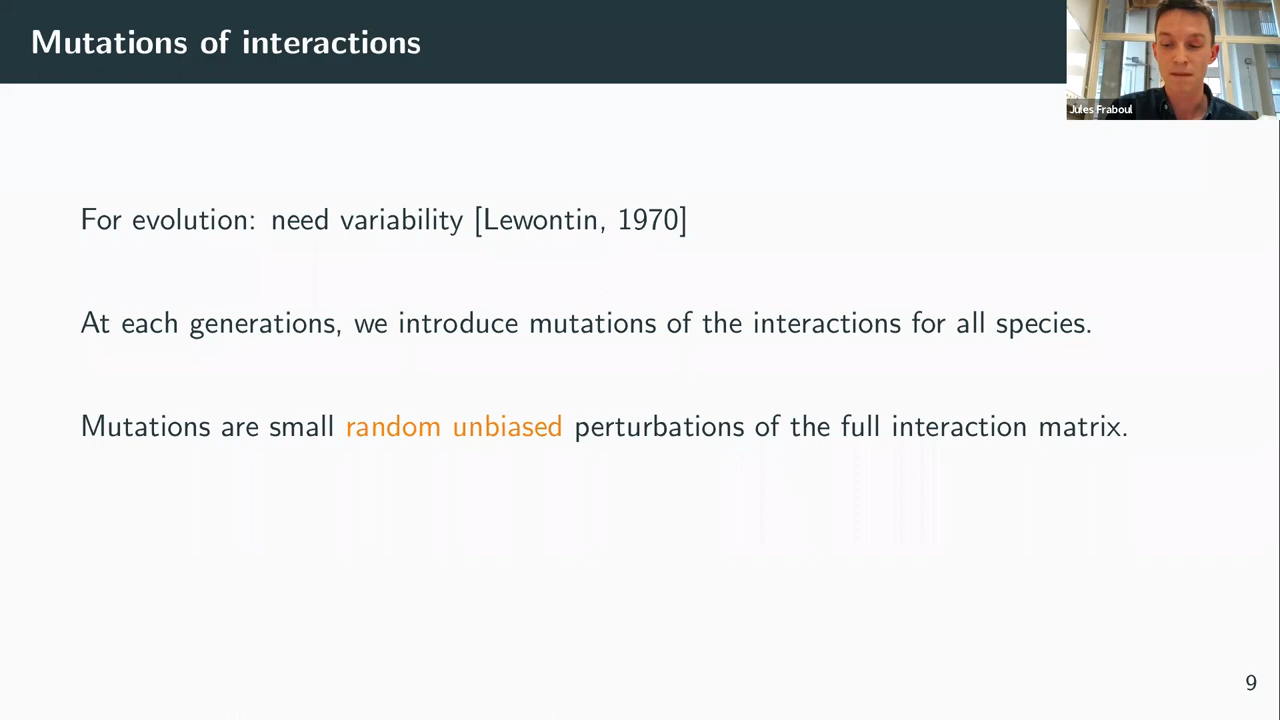 Mutations of interactions
Jules Fraboul
For evolution: need variability [Lewontin, 1970]
At each generations, we introduce mutations of the interactions for all species.
Mutations are small random unbiased perturbations of the full interaction matrix.
9